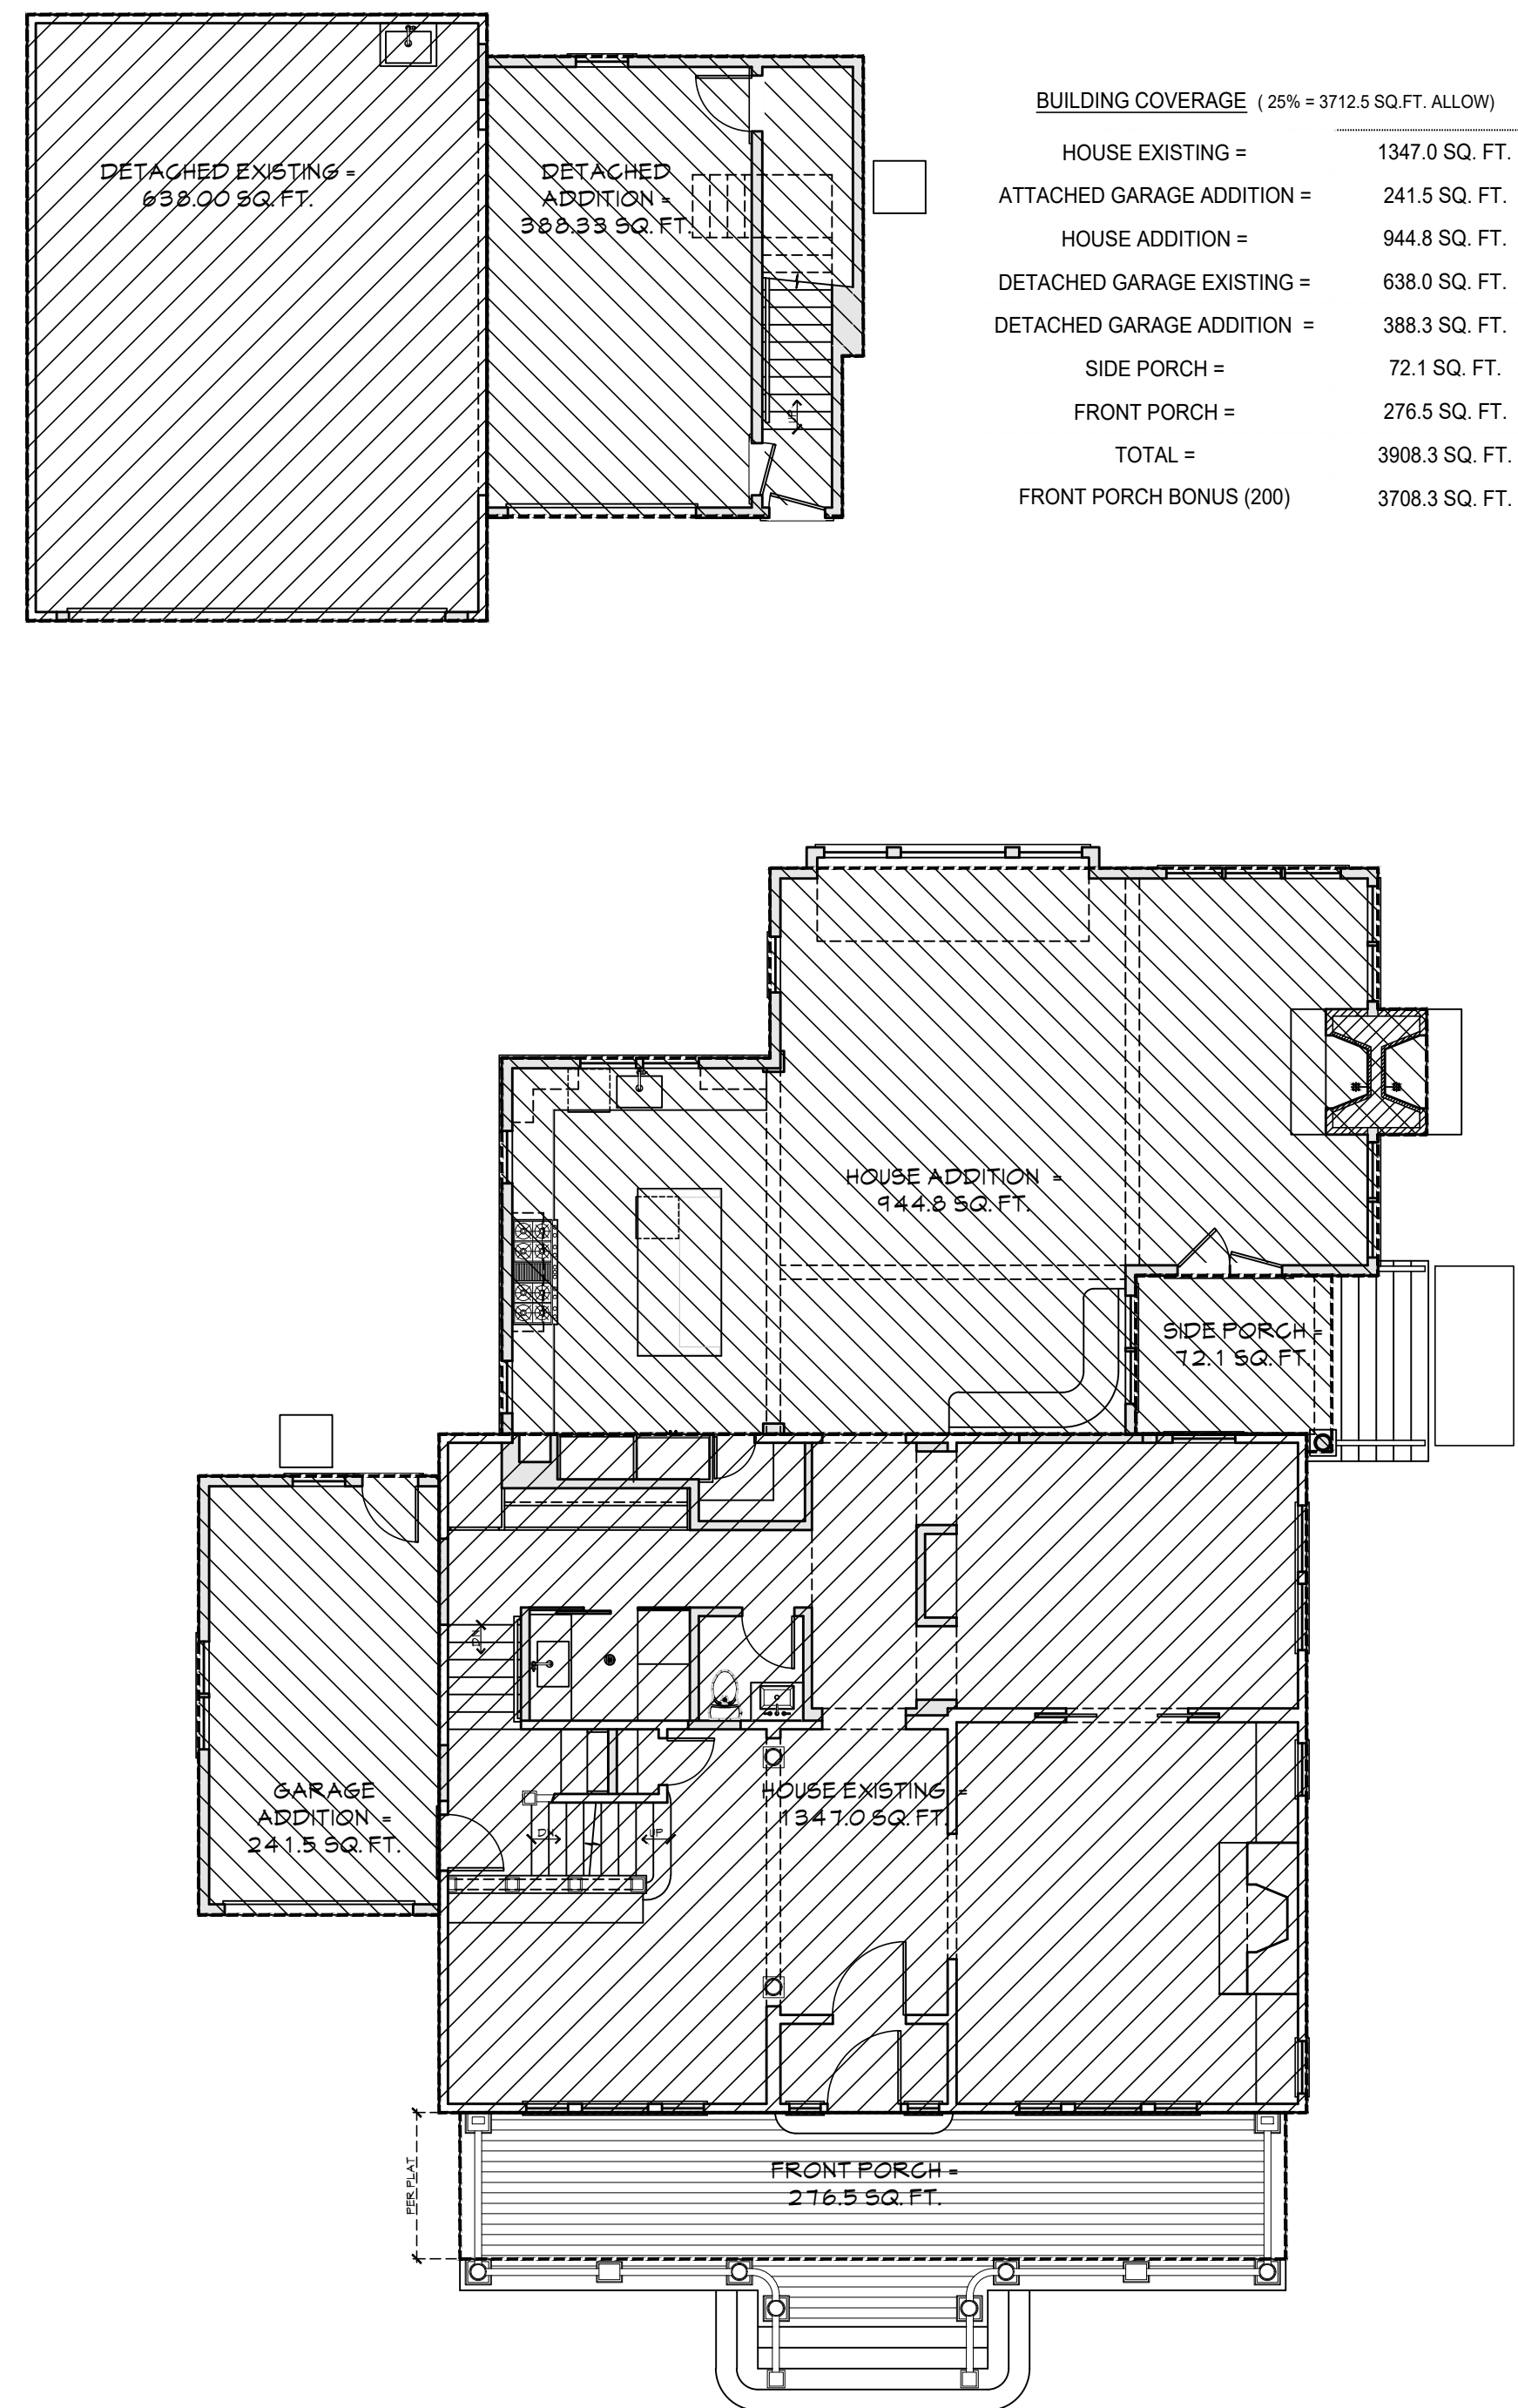 BUILDING COVERAGE ( 25% = 3712.5 SQ.FT. ALLOW)
HOUSE EXISTING = 1347.0 SQ. FT.
ATTACHED GARAGE ADDITION = 241.5 SQ. FT.
HOUSE ADDITION = 944.8 SQ. FT.
DETACHED GARAGE EXISTING = 638.0 SQ. FT.
DETACHED GARAGE ADDITION = 388.3 SQ. FT.
SIDE PORCH = 72.1 SQ. FT.
FRONT PORCH = 276.5 SQ. FT.
TOTAL = 3908.3 SQ. FT.
FRONT PORCH BONUS (200) 3708.3 SQ. FT.
DETACHED EXISTING =
638.00 SQ. FT.
DETACHED
ADDITION =
388.33 SQ. FT.
UP
HOUSE ADDITION =
944.8 SQ. FT.
SIDE PORCH =
72.1 SQ. FT
DN
GARAGE
ADDITION =
241.5 SQ. FT.
HOUSE EXISTING =
1347.0 SQ. FT.
DN
UP
FRONT PORCH =
276.5 SQ. FT.
PER PLAT